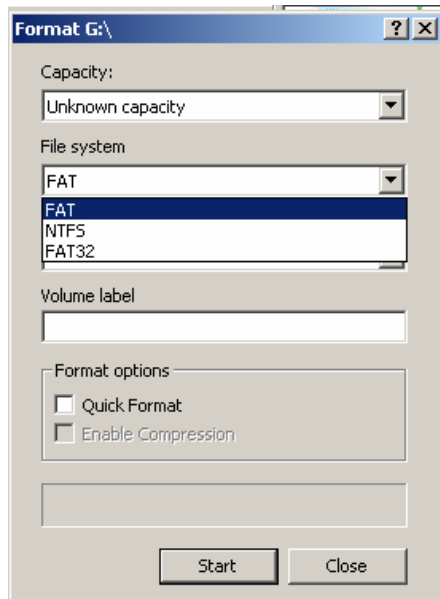 Format G:\
? X
Capacity:
Unknown capacity
File system
FAT
FAT
NTFS
FAT32
Volume label
Format options
Quick Format
Enable Compression
Start
Close